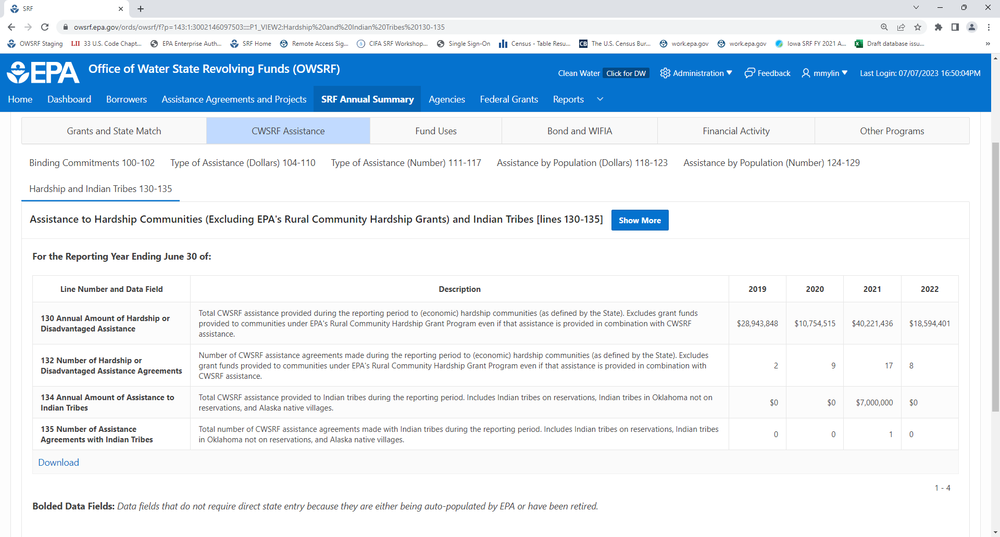 SRF
owsrf.epa.gov/ords/owsrf/f?p=143:1:3002146097503::::P1_VIEW2:Hardship%20and%20Indian%20Tribes%20130-135
OWSRF Staging LII 33 U.S. Code Chapt... EPA Enterprise Auth... SRF Home Remote Access Sig... CIFA SRF Workshop... Single Sign-On Census - Table Resu... CB The U.S. Census Bur... work.epa.gov work.epa.gov Iowa SRF FY 2021 A... Draft database issu... »
EPA Office of Water State Revolving Funds (OWSRF)
Clean Water Click for DW Administration Feedback mmylin Last Login: 07/07/2023 16:50:04PM
Home Dashboard Borrowers Assistance Agreements and Projects SRF Annual Summary Agencies Federal Grants Reports
Grants and State Match CWSRF Assistance Fund Uses Bond and WIFIA Financial Activity Other Programs
Binding Commitments 100-102 Type of Assistance (Dollars) 104-110 Type of Assistance (Number) 111-117 Assistance by Population (Dollars) 118-123 Assistance by Population (Number) 124-129
Hardship and Indian Tribes 130-135
Assistance to Hardship Communities (Excluding EPA's Rural Community Hardship Grants) and Indian Tribes [lines 130-135] Show More
For the Reporting Year Ending June 30 of:
Line Number and Data Field Description 2019 2020 2021 2022
130 Annual Amount of Hardship or
Disadvantaged Assistance
Total CWSRF assistance provided during the reporting period to (economic) hardship communities (as defined by the State). Excludes grant funds
provided to communities under EPA's Rural Community Hardship Grant Program even if that assistance is provided in combination with CWSRF
assistance.
$28,943,848 $10,754,515 $40,221,436 $18,594,401
132 Number of Hardship or
Disadvantaged Assistance Agreements
Number of CWSRF assistance agreements made during the reporting period to (economic) hardship communities (as defined by the State). Excludes
grant funds provided to communities under EPA's Rural Community Hardship Grant Program even if that assistance is provided in combination with
CWSRF assistance.
2 9 17 8
134 Annual Amount of Assistance to
Indian Tribes
Total CWSRF assistance provided to Indian tribes during the reporting period. Includes Indian tribes on reservations, Indian tribes in Oklahoma not on
reservations, and Alaska native villages.
$0 $0 $7,000,000 $0
135 Number of Assistance
Agreements with Indian Tribes
Total number of CWSRF assistance agreements made with Indian tribes during the reporting period. Includes Indian tribes on reservations, Indian tribes
in Oklahoma not on reservations, and Alaska native villages.
0 0 1 0
Download
1 - 4
Bolded Data Fields: Data fields that do not require direct state entry because they are either being auto-populated by EPA or have been retired.